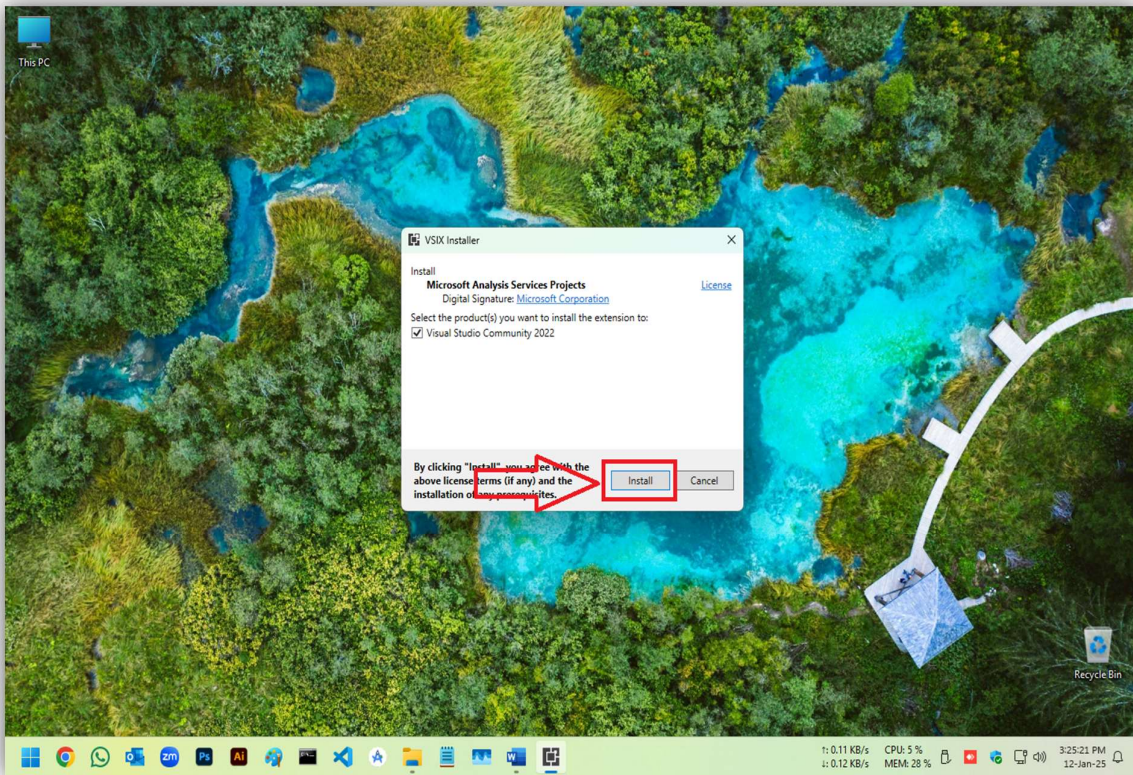 This PC
VSIX Installer
Install
Microsoft Analysis Services Projects
License
Digital Signature: Microsoft Corporation
Select the product(s) you want to install the extension to:
Visual Studio Community 2022
By clicking "Install", you agree with the
above license terms (if any) and the
installation of any prerequisites.
Install
Cancel
Recycle Bin
zm
Ps
Ai
↑: 0.11 KB/s
↓: 0.12 KB/s
CPU: 5 %
MEM: 28 %
3:25:21 PM
12-Jan-25